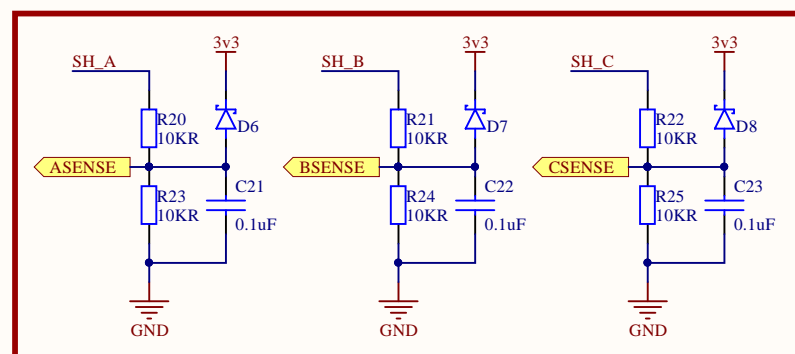 3v3
3v3
3v3
SH_A
SH_B
SH_C
R20
10KR
D6
R21
10KR
D7
R22
10KR
D8
ASENSE
BSENSE
CSENSE
R23
10KR
C21
0.1uF
R24
10KR
C22
0.1uF
R25
10KR
C23
0.1uF
GND
GND
GND